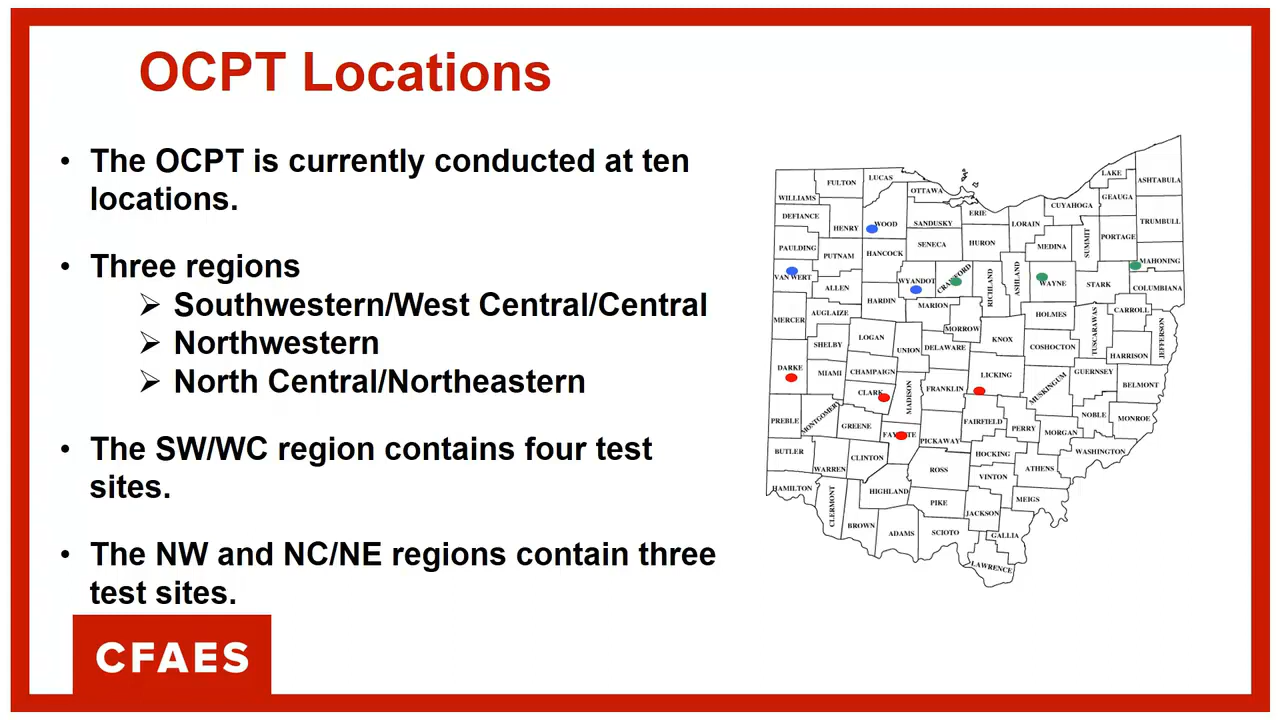 OCPT Locations
• The OCPT is currently conducted at ten
locations.
• Three regions
➢ Southwestern/West Central/Central
➢ Northwestern
➢ North Central/Northeastern
• The SW/WC region contains four test
sites.
• The NW and NC/NE regions contain three
test sites.
CFAES
WILLIAMS
FULTON
LUCAS
OTTAWA
LAKE
ASHTABULA
GEAUGA
CUYAHOGA
DEFIANCE
HENRY
WOOD
SANDUSKY
ERIE
LORAIN
TRUMBULL
PAULDING
PUTNAM
HANCOCK
SENECA
HURON
MEDINA
SUMMIT
PORTAGE
MAHONING
VAN WERT
ALLEN
HARDIN
WYANDOT
CRAWFORD
RICHLAND
ASHLAND
WAYNE
STARK
COLUMBIANA
MERCER
AUGLAIZE
MARION
MORROW
HOLMES
TUSCARAWAS
CARROLL
JEFFERSON
SHELBY
LOGAN
UNION
DELAWARE
KNOX
COSHOCTON
HARRISON
DARKE
MIAMI
CHAMPAIGN
CLARK
MADISON
FRANKLIN
LICKING
MUSKINGUM
GUERNSEY
BELMONT
PREBLE
MONTGOMERY
GREENE
FAYETTE
PICKAWAY
FAIRFIELD
PERRY
MORGAN
NOBLE
MONROE
BUTLER
WARREN
CLINTON
ROSS
HOCKING
ATHENS
WASHINGTON
HAMILTON
CLERMONT
HIGHLAND
PIKE
VINTON
MEIGS
JACKSON
BROWN
ADAMS
SCIOTO
GALLIA
LAWRENCE